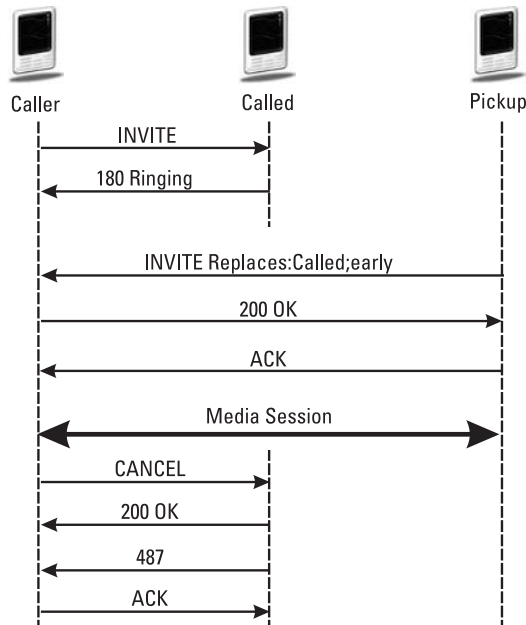 Caller
Called
Pickup
INVITE
180 Ringing
INVITE Replaces:Called;early
200 OK
ACK
Media Session
CANCEL
200 OK
487
ACK